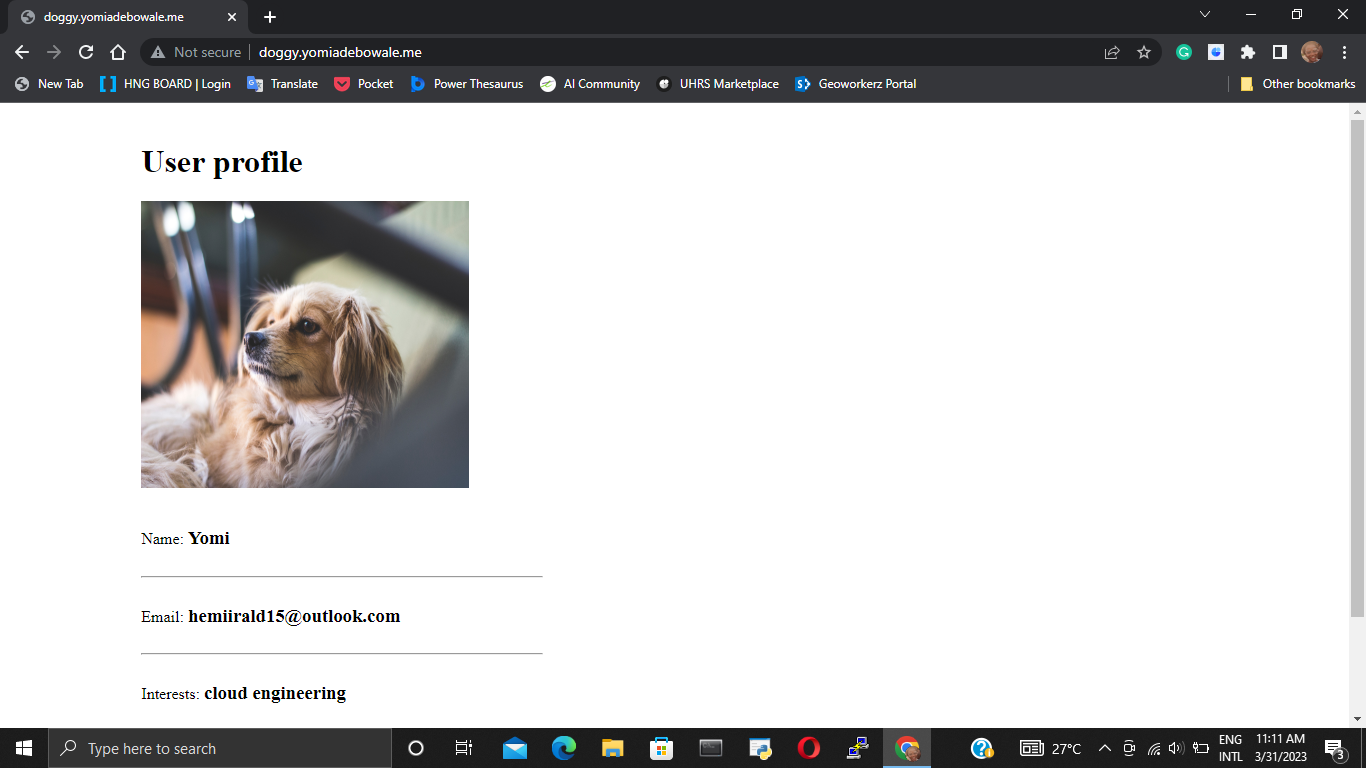 doggy.yomiadebowale.me
Not secure doggy.yomiadebowale.me
New Tab HNG BOARD | Login Translate Pocket Power Thesaurus AI Community UHRS Marketplace Geoworkerz Portal Other bookmarks
User profile
Name: Yomi
Email: hemiirald15@outlook.com
Interests: cloud engineering
Type here to search 27°C ENG INTL 11:11 AM 3/31/2023 3